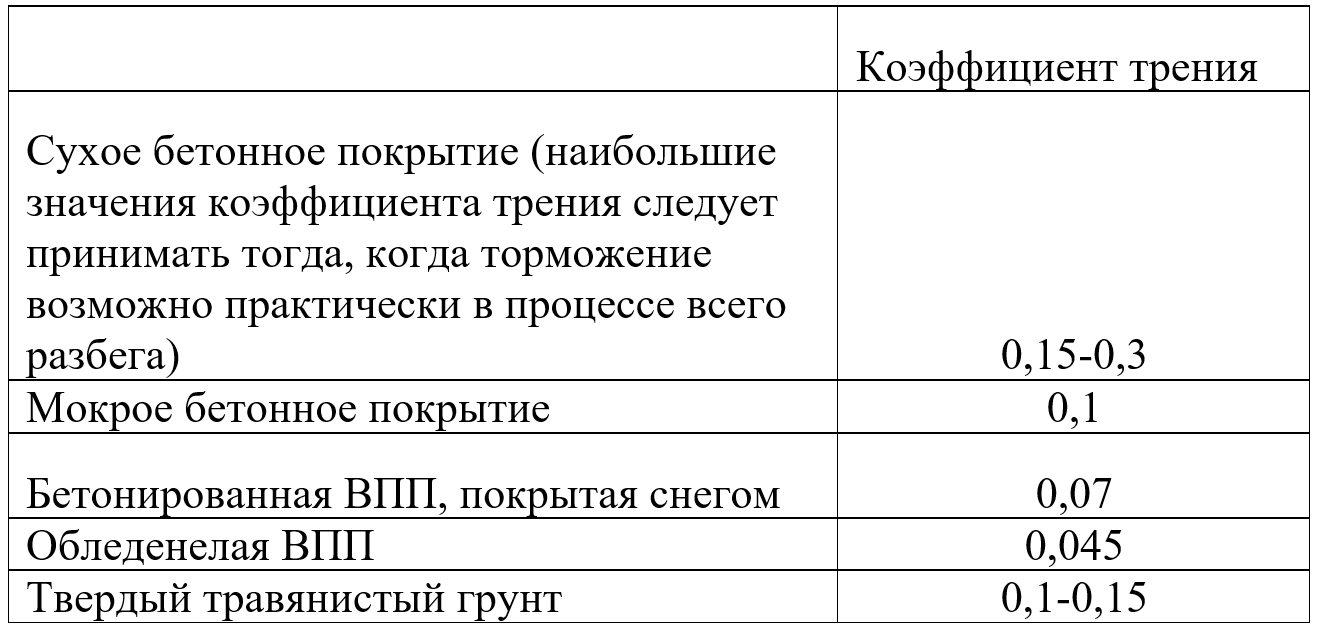 Коэффициент трения
Сухое бетонное покрытие (наибольшие
значения коэффициента трения следует
принимать тогда, когда торможение
возможно практически в процессе всего
разбега)
0,15-0,3
Мокрое бетонное покрытие
0,1
Бетонированная ВПП, покрытая снегом
0,07
Обледенелая ВПП
0,045
Твердый травянистый грунт
0,1-0,15